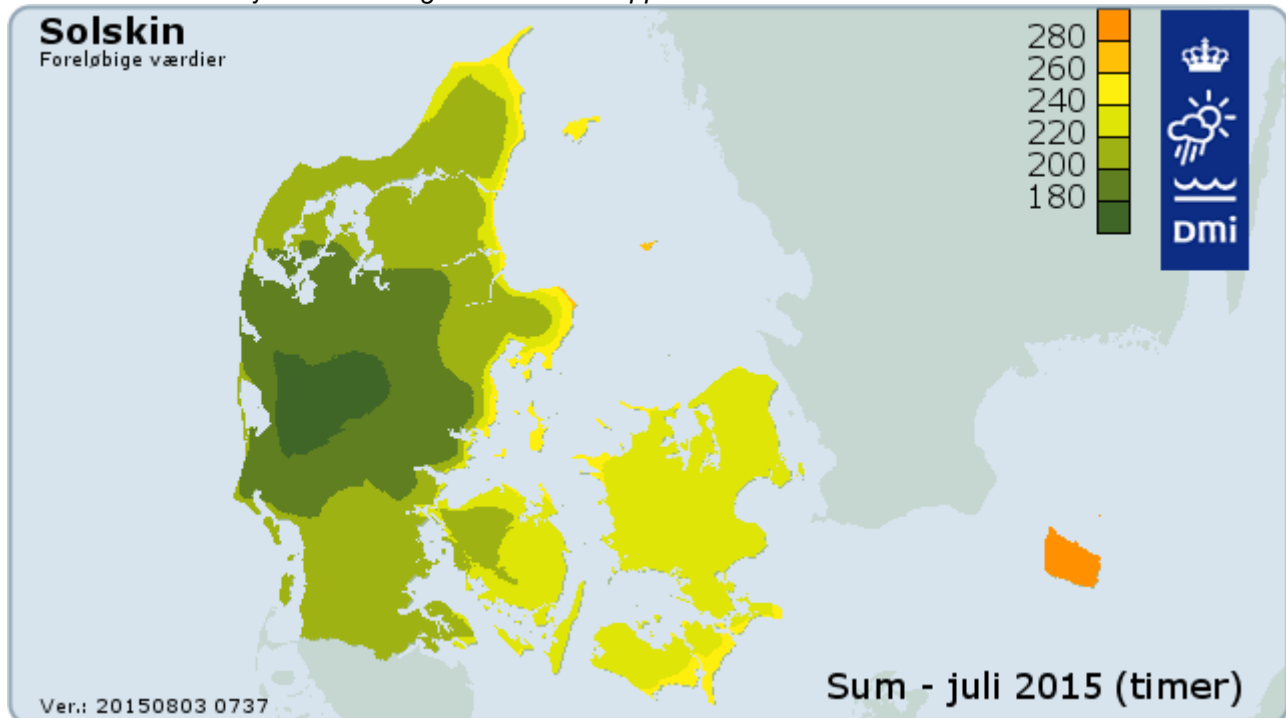 Solskin
Foreløbige værdier
280
260
240
220
200
180
DMi
Sum - juli 2015 (timer)
Ver.: 20150803 0737